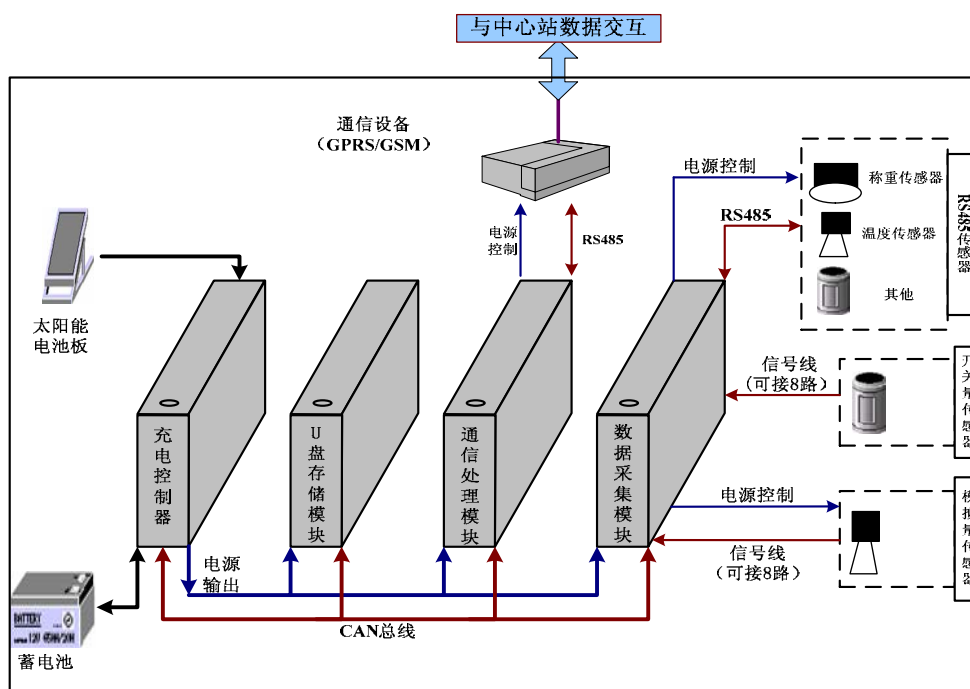 与中心站数据交互
通信设备
（GPRS/GSM）
电源控制
称重传感器
RS485
温度传感器
其他
RS485传感器
电源
控制
RS485
太阳能
电池板
信号线
（可接8路）
充电控制器
U盘存储模块
通信处理模块
数据采集模块
电源控制
信号线
（可接8路）
电源
输出
CAN总线
BATTERY
12V
蓄电池